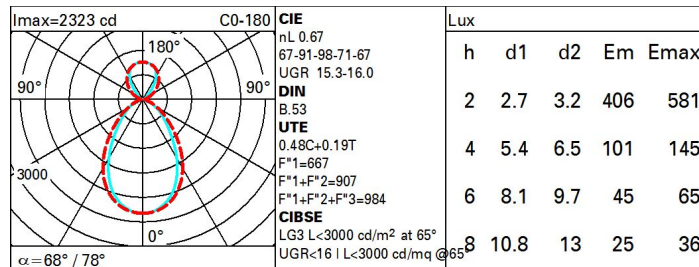 Imax=2323 cd C0-180
180°
90° 90°
3000
0°
α=68° / 78°
CIE
nL 0.67
67-91-98-71-67
UGR 15.3-16.0
DIN
B.53
UTE
0.48C+0.19T
F"1=667
F"1+F"2=907
F"1+F"2+F"3=984
CIBSE
LG3 L<3000 cd/m² at 65°
UGR<16 | L<3000 cd/mq @65°
Lux
h d1 d2 Em Emax
2 2.7 3.2 406 581
4 5.4 6.5 101 145
6 8.1 9.7 45 65
8 10.8 13 25 36